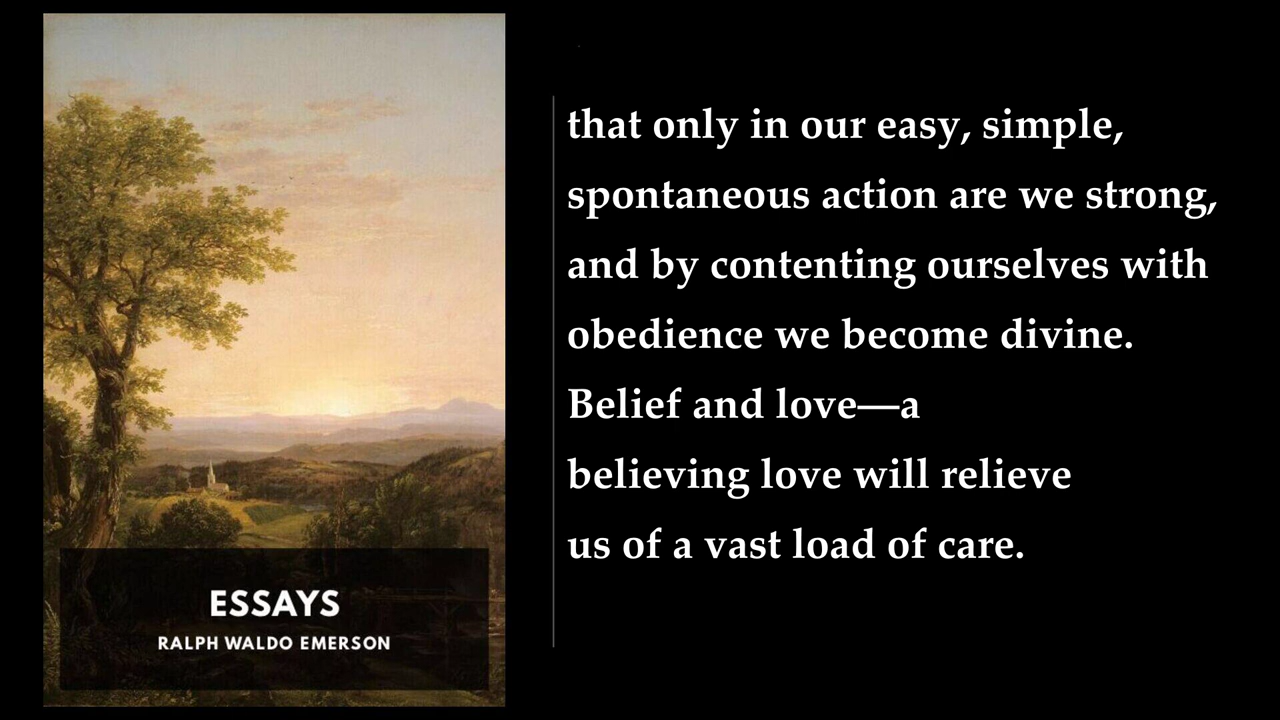 ESSAYS
RALPH WALDO EMERSON
that only in our easy, simple,
spontaneous action are we strong,
and by contenting ourselves with
obedience we become divine.
Belief and love—a
believing love will relieve
us of a vast load of care.